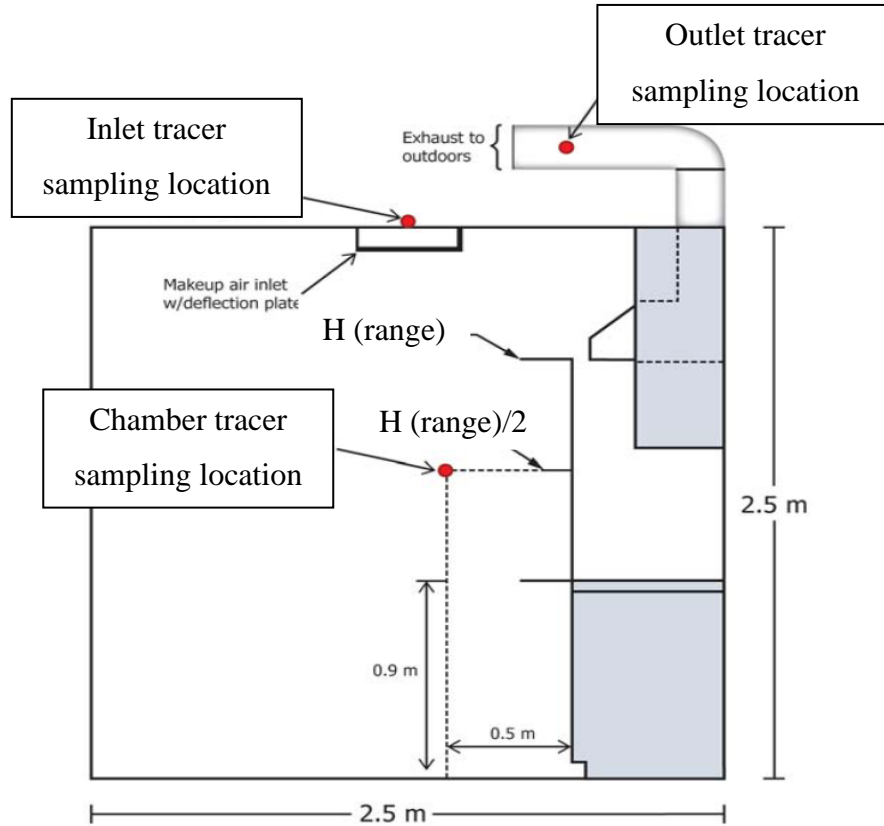 Outlet tracer
sampling location
Inlet tracer
sampling location
Exhaust to
outdoors
Makeup air inlet
w/deflection plate
H (range)
Chamber tracer
sampling location
H (range)/2
2.5 m
0.9 m
0.5 m
2.5 m